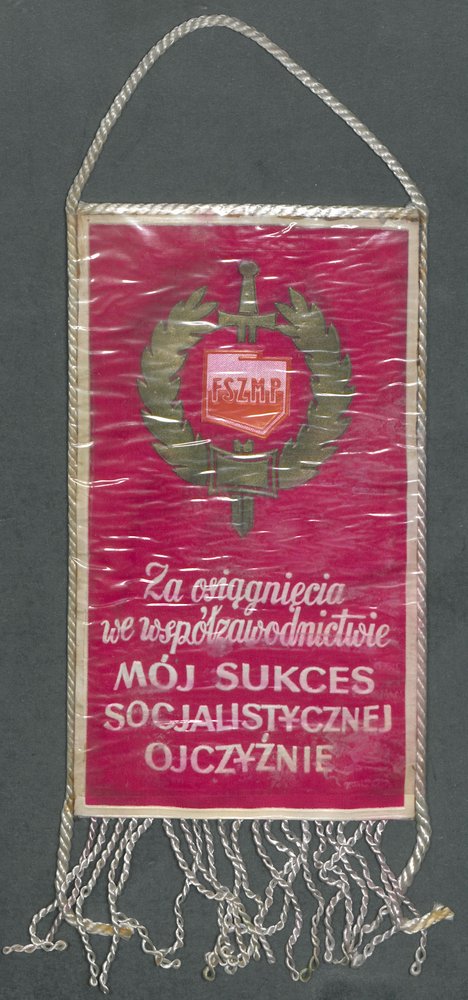 FSZMP
Za osiągnięcia
we współzawodnictwie
MÓJ SUKCES
SOCJALISTYCZNEJ
OJCZYŹNIE